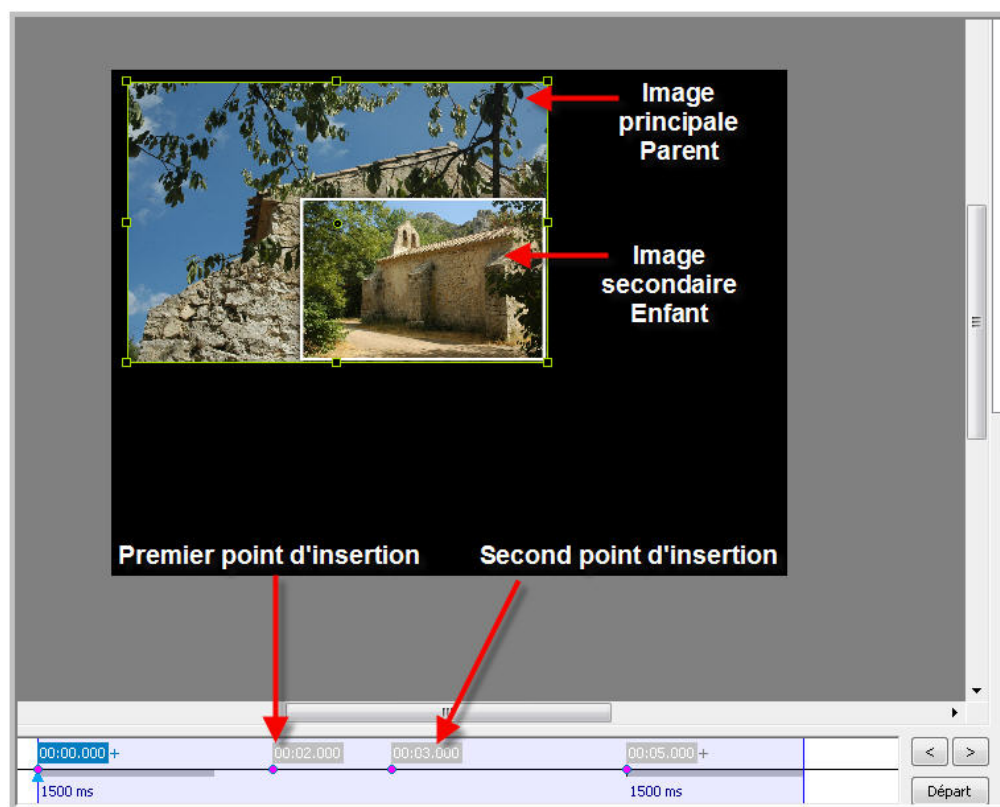 Image
principale
Parent
Image
secondaire
Enfant
Premier point d'insertion
Second point d'insertion
00:00.000 +
00:02.000
00:03.000
00:05.000 +
< >
1500 ms
1500 ms
Départ